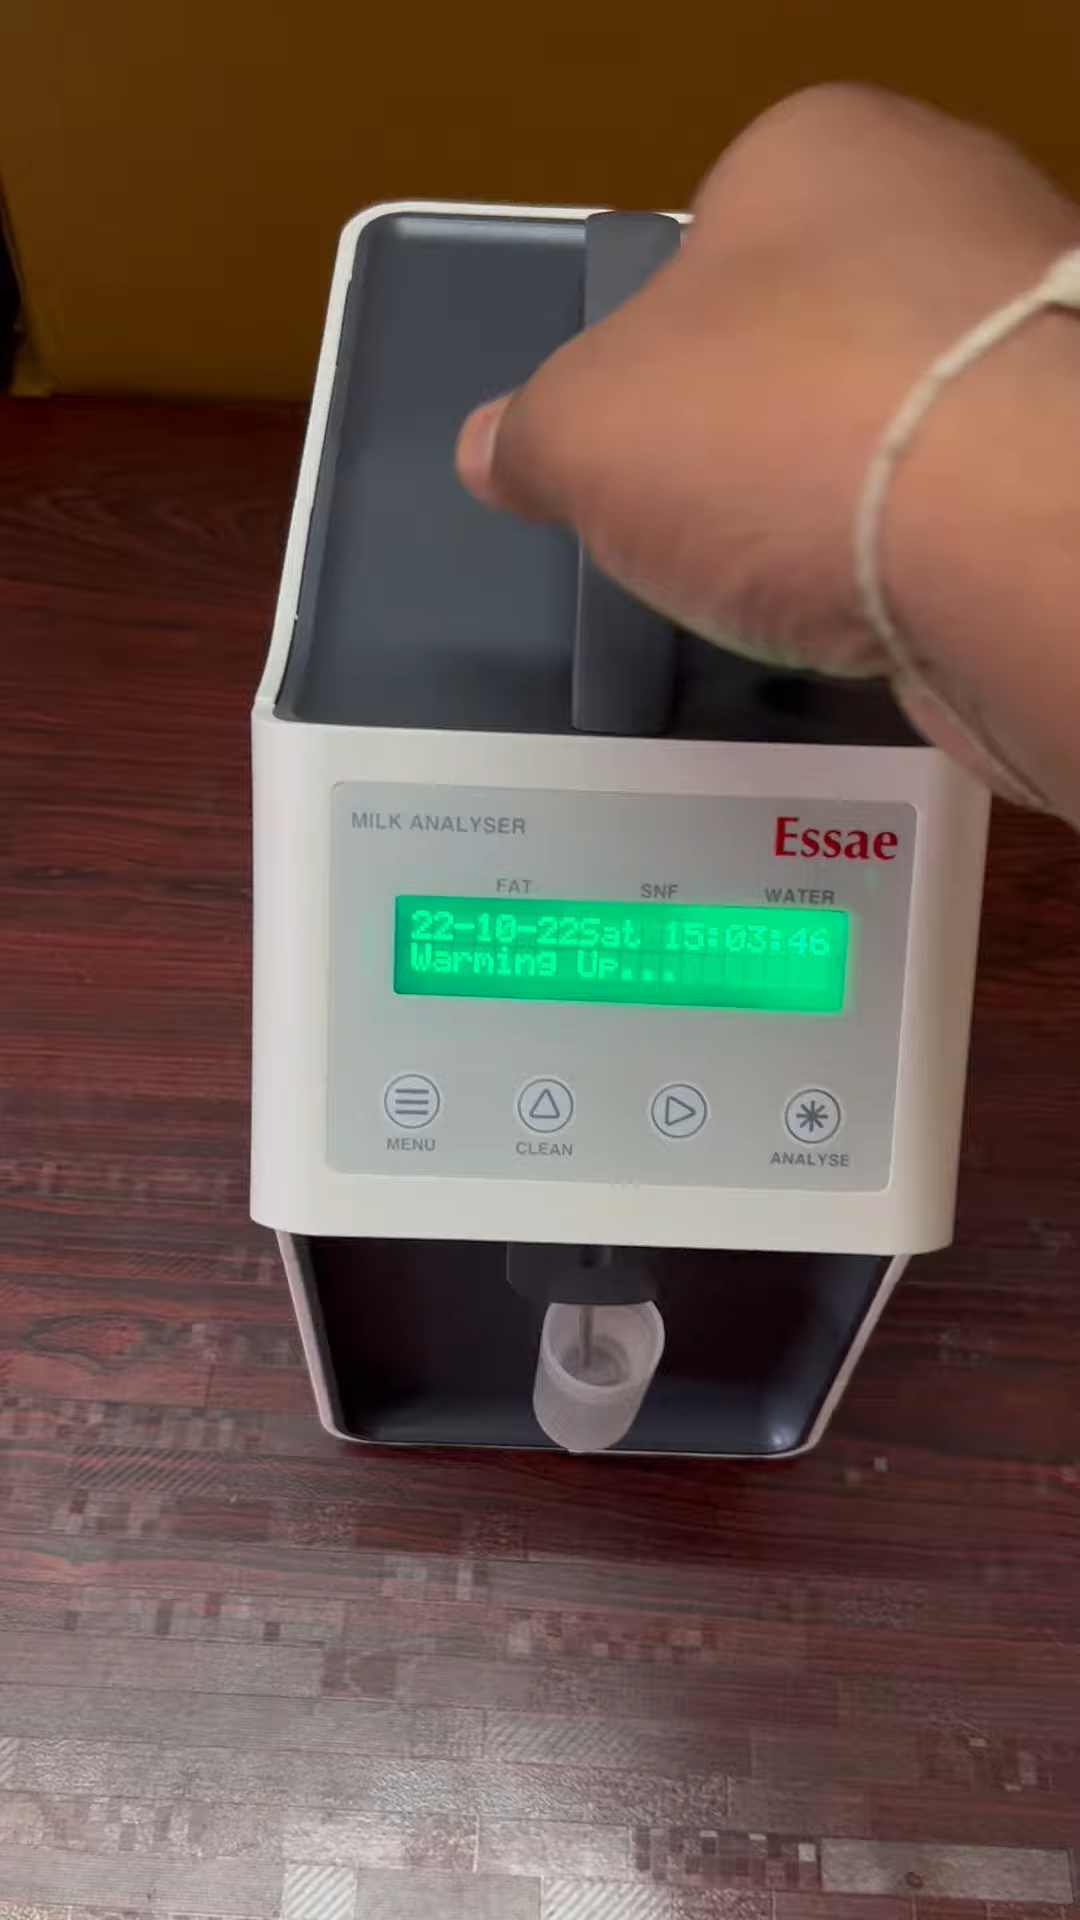 MILK ANALYSER
Essae
FAT SNF WATER
22-10-22Sat 15:03:46
Warming Up...
MENU CLEAN ANALYSE